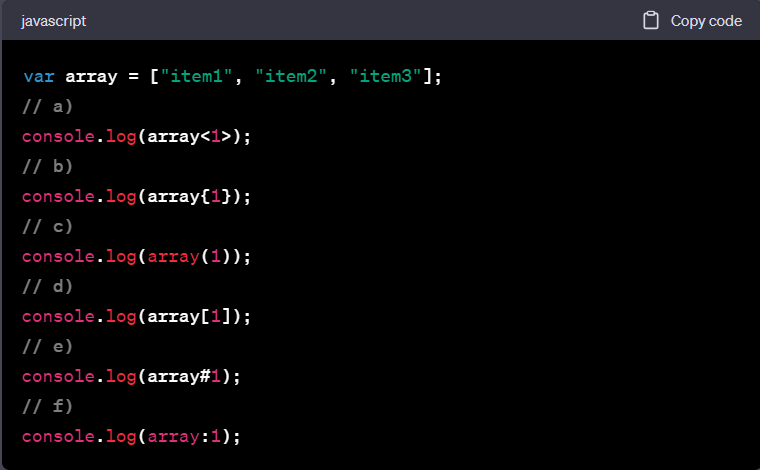 javascript Copy code
var array = ["item1", "item2", "item3"];
// a)
console.log(array<1>);
// b)
console.log(array{1});
// c)
console.log(array(1));
// d)
console.log(array[1]);
// e)
console.log(array#1);
// f)
console.log(array:1);